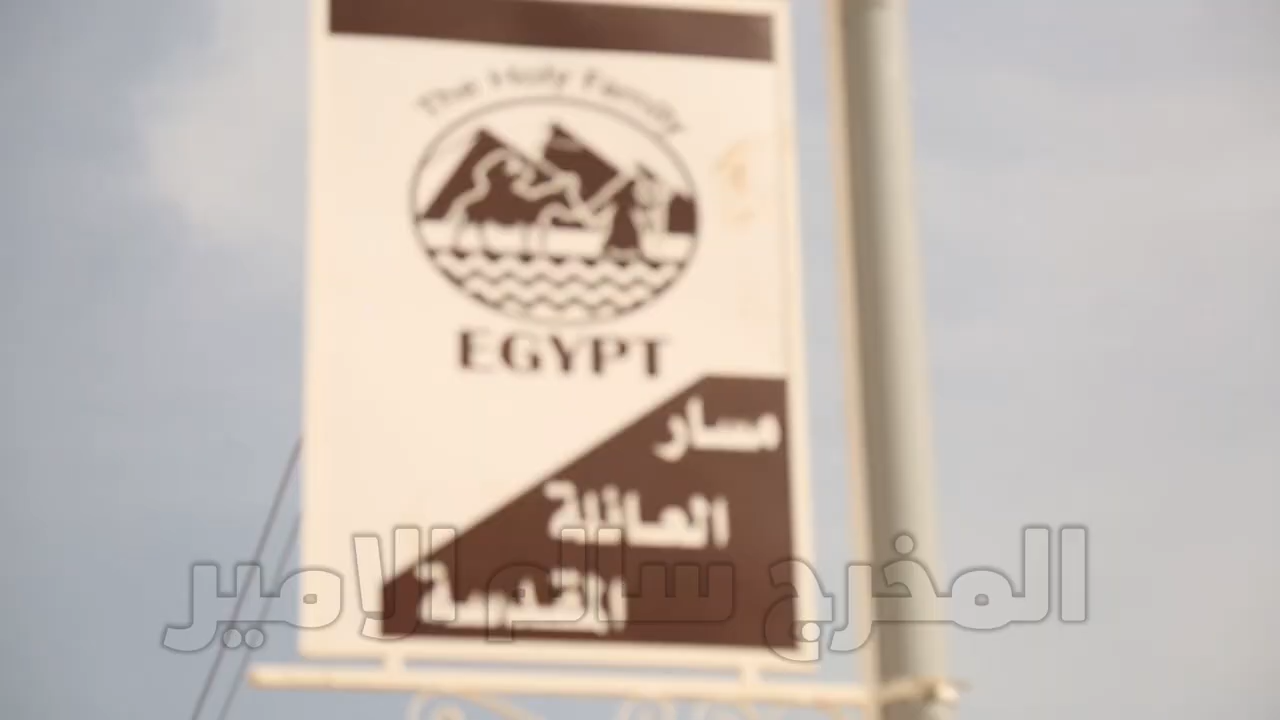 The Holy Family
EGYPT
مسار
العائلة
المقدسة
المخرج سالم الامير